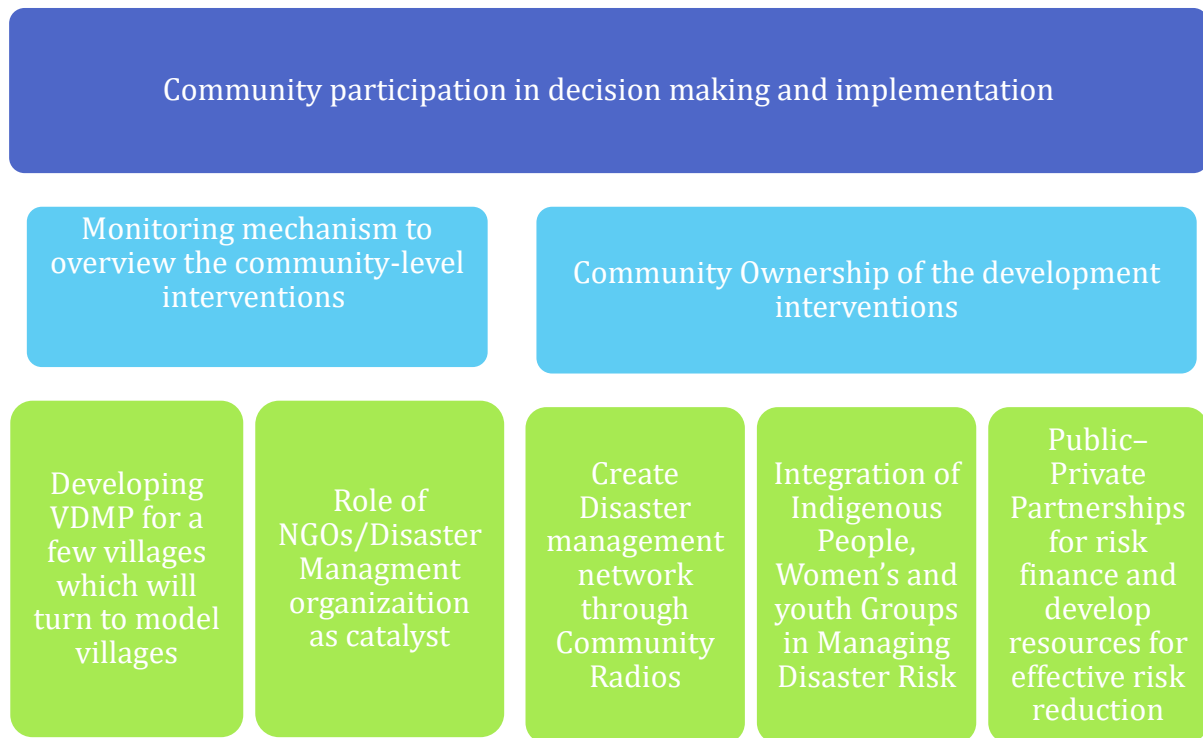 Community participation in decision making and implementation
Monitoring mechanism to
overview the community-level
interventions
Community Ownership of the development
interventions
Developing
VDMP for a
few villages
which will
turn to model
villages
Role of
NGOs/Disaster
Managment
organizaition
as catalyst
Create
Disaster
management
network
through
Community
Radios
Integration of
Indigenous
People,
Women’s and
youth Groups
in Managing
Disaster Risk
Public–
Private
Partnerships
for risk
finance and
develop
resources for
effective risk
reduction